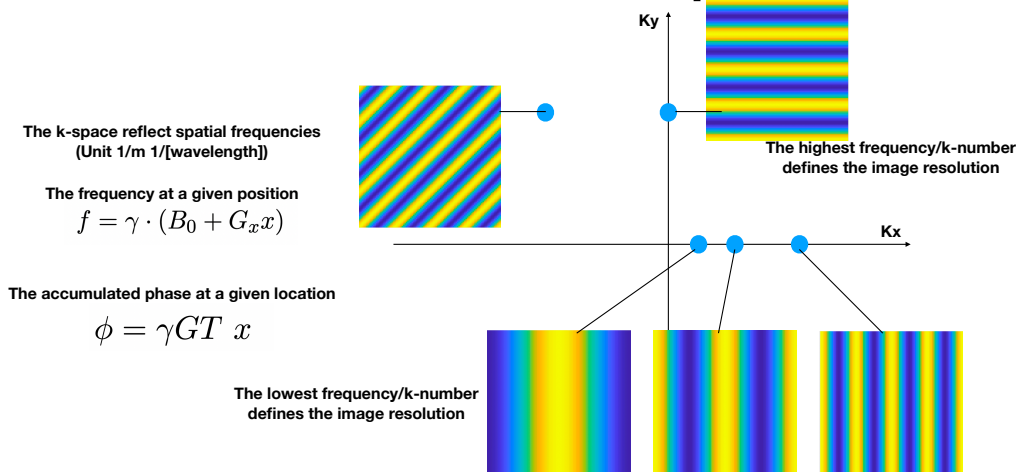 Ky
The k-space reflect spatial frequencies
(Unit 1/m 1/[wavelength])
The highest frequency/k-number
defines the image resolution
The frequency at a given position
f = γ · (B₀ + Gₓx)
Kx
The accumulated phase at a given location
ϕ = γGT x
The lowest frequency/k-number
defines the image resolution